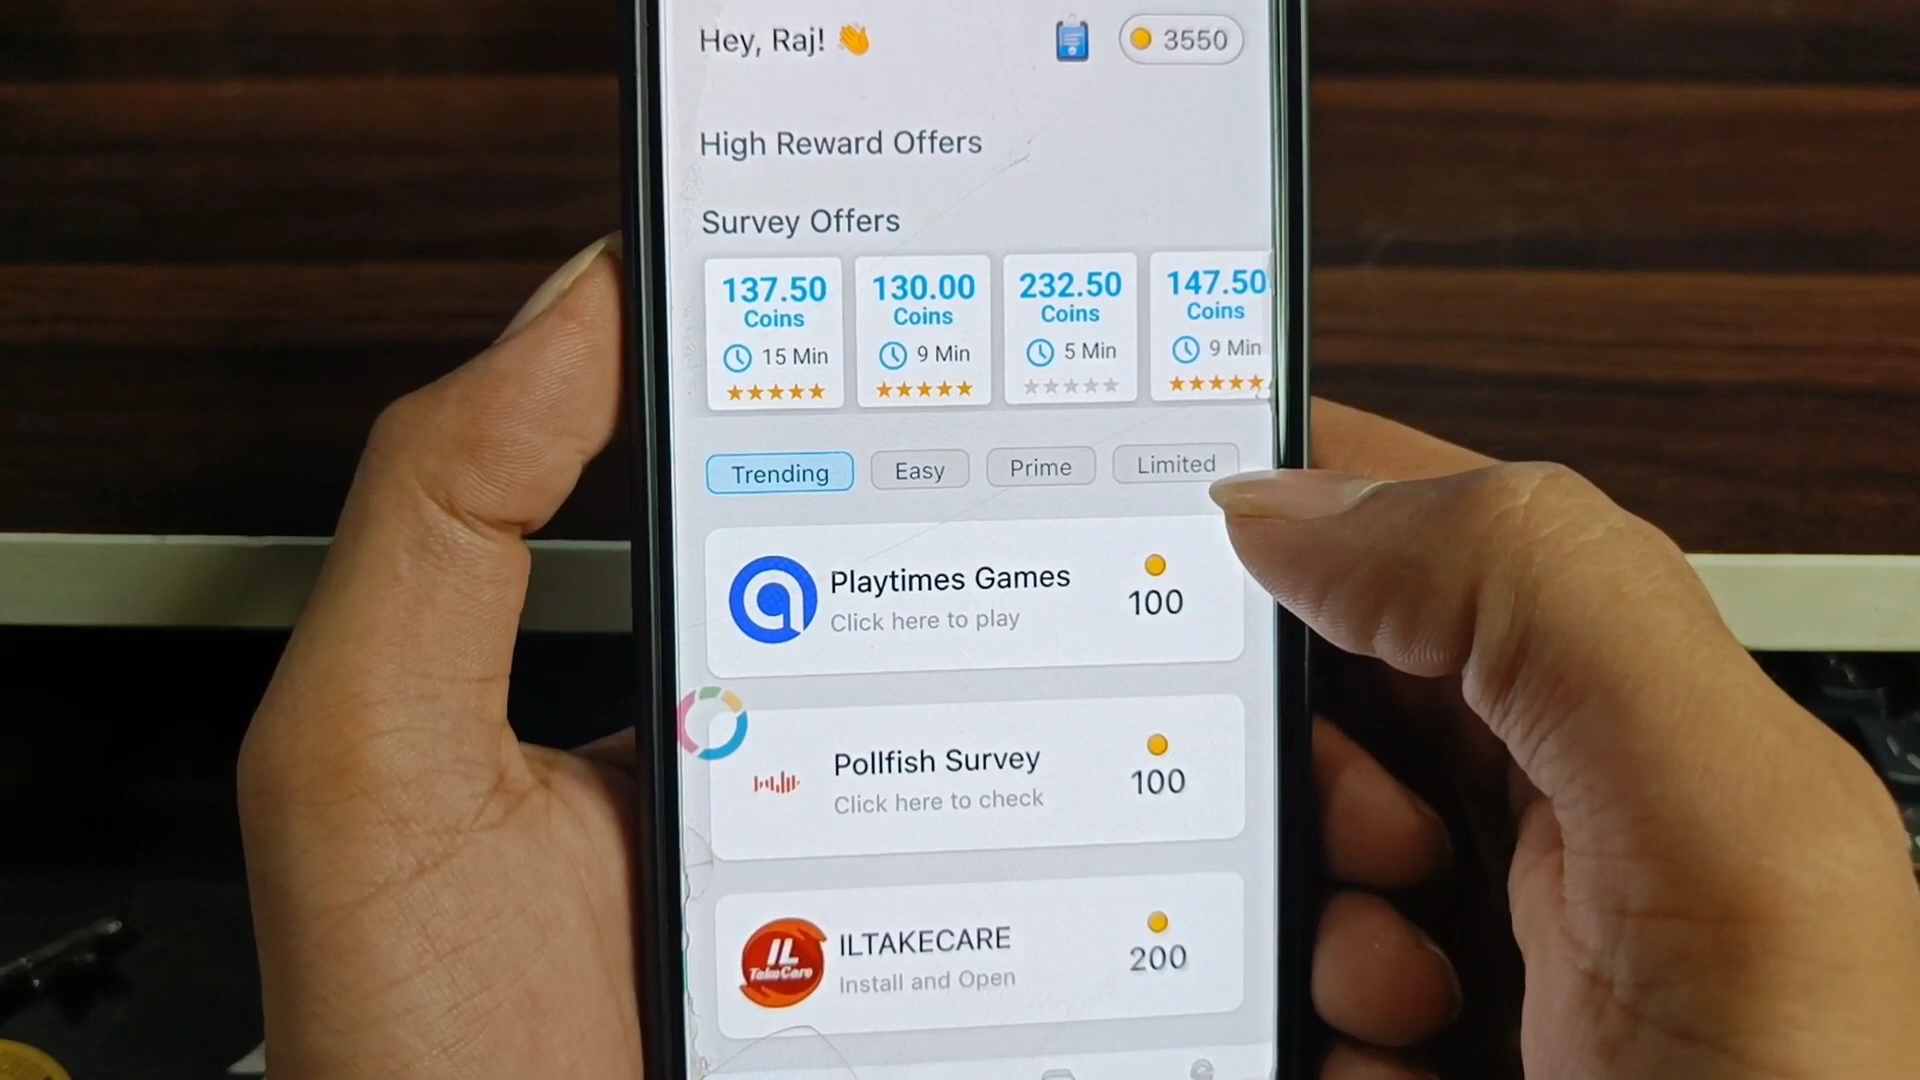 Hey, Raj! 👋
3550
High Reward Offers
Survey Offers
137.50
Coins
15 Min
130.00
Coins
9 Min
232.50
Coins
5 Min
147.50
Coins
9 Min
Trending
Easy
Prime
Limited
Playtimes Games
Click here to play
100
Pollfish Survey
Click here to check
100
IL
TakeCare
ILTAKECARE
Install and Open
200